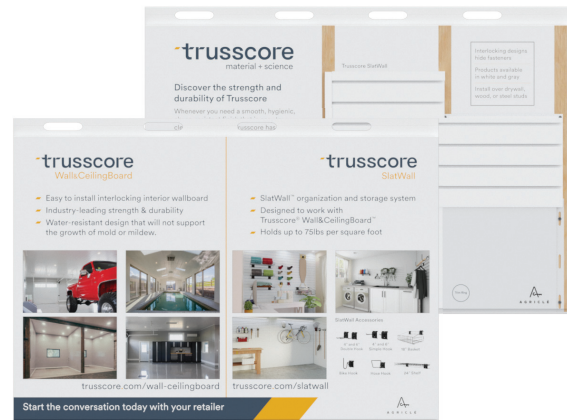 trusscore
material + science
Discover the strength and
durability of Trusscore
Whenever you need a smooth, hygienic,
Trusscore SlatWall
Interlocking designs
hide fasteners
Products available
in white and grey
Install over drywall,
wood, or steel studs
AURICLE
trusscore
Wall&CeilingBoard
Easy to install interlocking interior wallboard
Industry-leading strength & durability
Water-resistant design that will not support
the growth of mold or mildew.
trusscore
SlatWall
SlatWall™ organization and storage system
Designed to work with
Trusscore® Wall&CeilingBoard™
Holds up to 75lbs per square foot
SlatWall Accessories
trusscore.com/wall-ceilingboard
trusscore.com/slatwall
Start the conversation today with your retailer
AURICLE